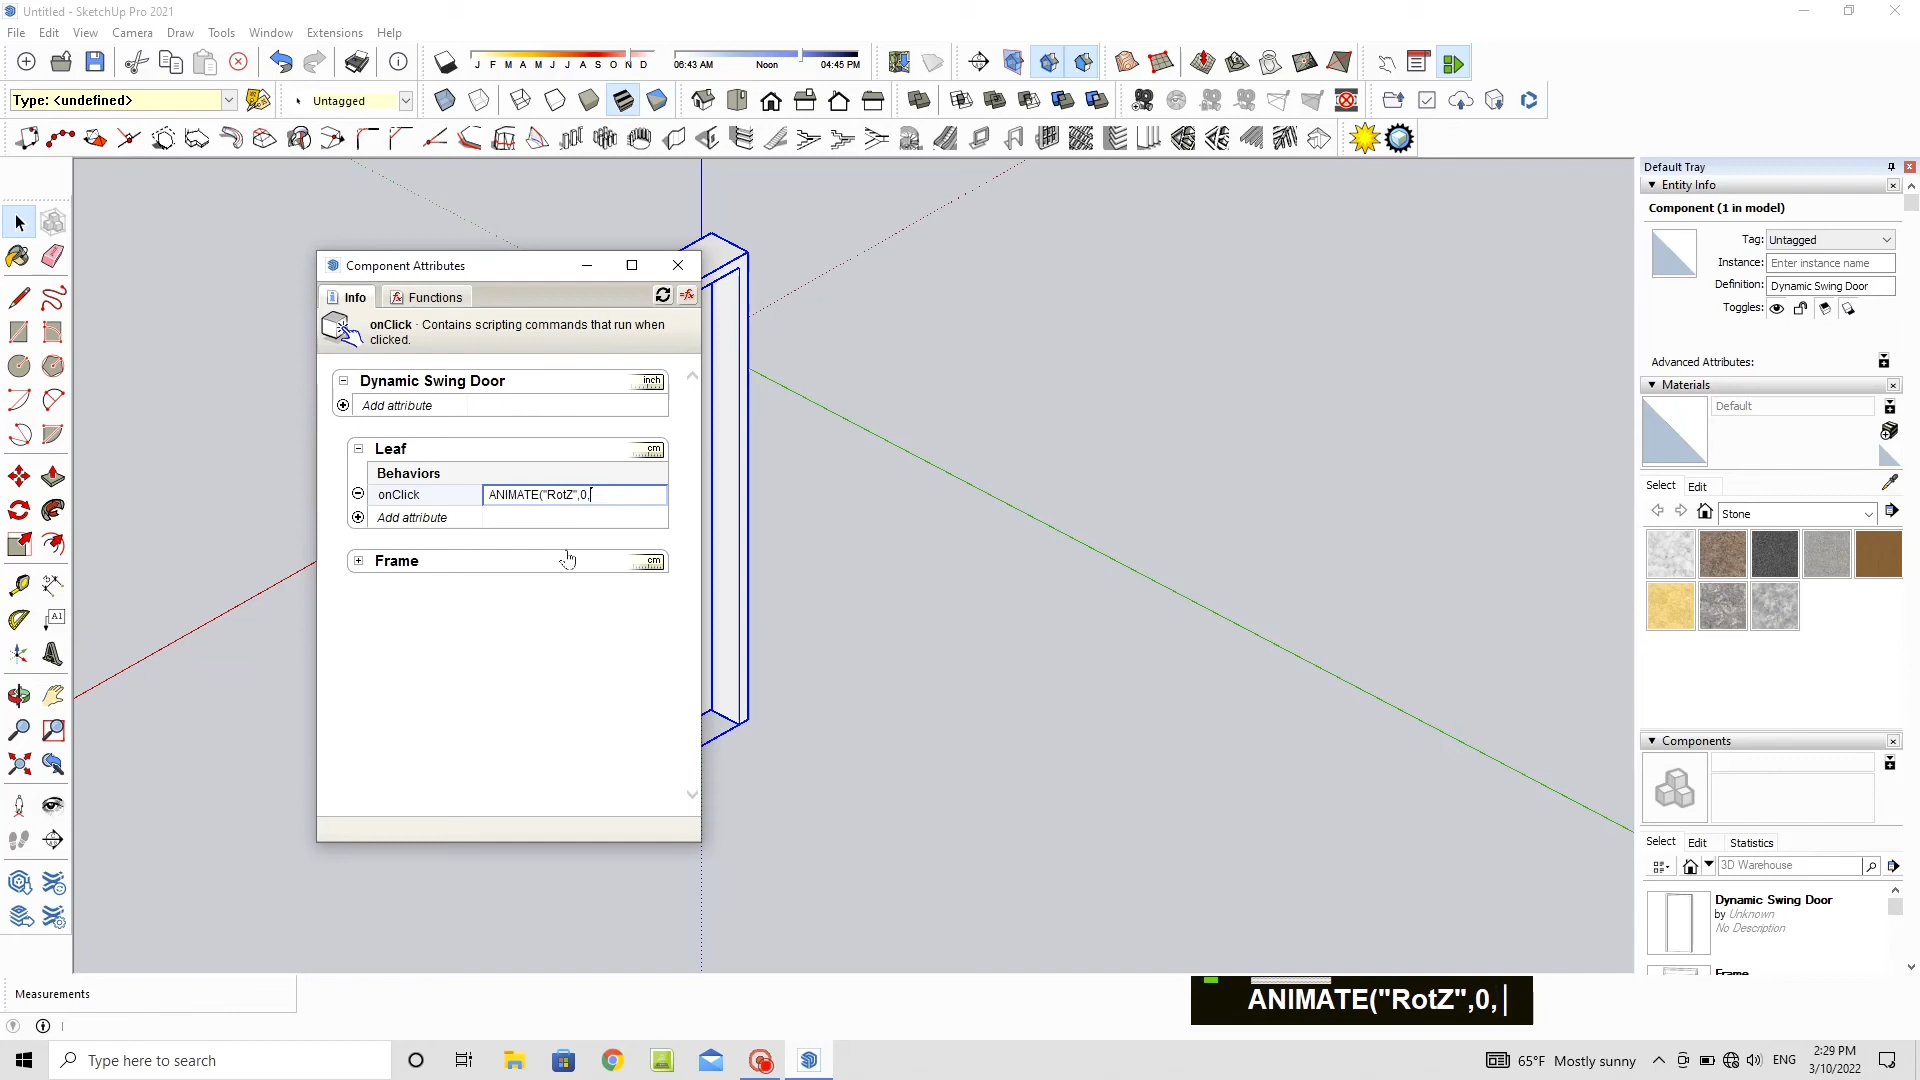 Untitled - SketchUp Pro 2021
File Edit View Camera Draw Tools Window Extensions Help
J F M A M J J A S O N D 06:43 AM Noon 04:45 PM
Type: <undefined> Untagged
Default Tray
Entity Info
Component (1 in model)
Tag: Untagged
Instance: Enter instance name
Definition: Dynamic Swing Door
Toggles:
Advanced Attributes:
Materials
Default
Select Edit
Stone
Components
Select Edit Statistics
3D Warehouse
Dynamic Swing Door
by Unknown
No Description
Frame
Component Attributes
Info Functions
onClick · Contains scripting commands that run when
clicked.
Dynamic Swing Door inch
Add attribute
Leaf cm
Behaviors
onClick ANIMATE("RotZ",0,
Add attribute
Frame cm
A1
Measurements
ANIMATE("RotZ",0,
Type here to search
65°F Mostly sunny ENG
2:29 PM
3/10/2022